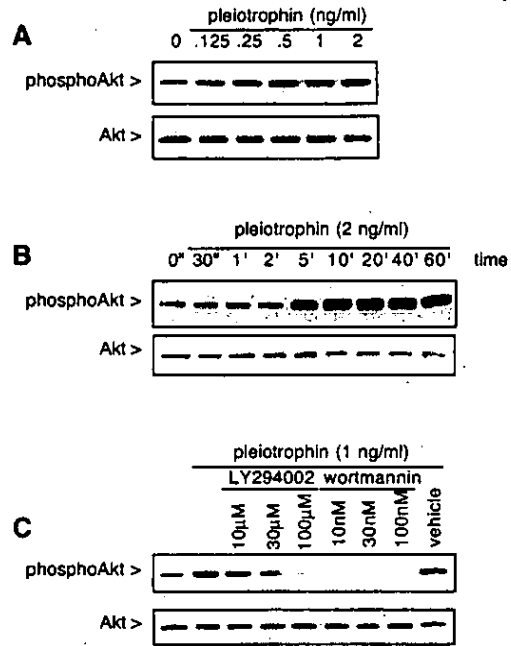 A
pleiotrophin (ng/ml)
0 .125 .25 .5 1 2
phosphoAkt >
Akt >
B
pleiotrophin (2 ng/ml)
0" 30" 1' 2' 5' 10' 20' 40' 60' time
phosphoAkt >
Akt >
C
pleiotrophin (1 ng/ml)
LY294002 wortmannin
10µM 30µM 100µM 10nM 30nM 100nM vehicle
phosphoAkt >
Akt >